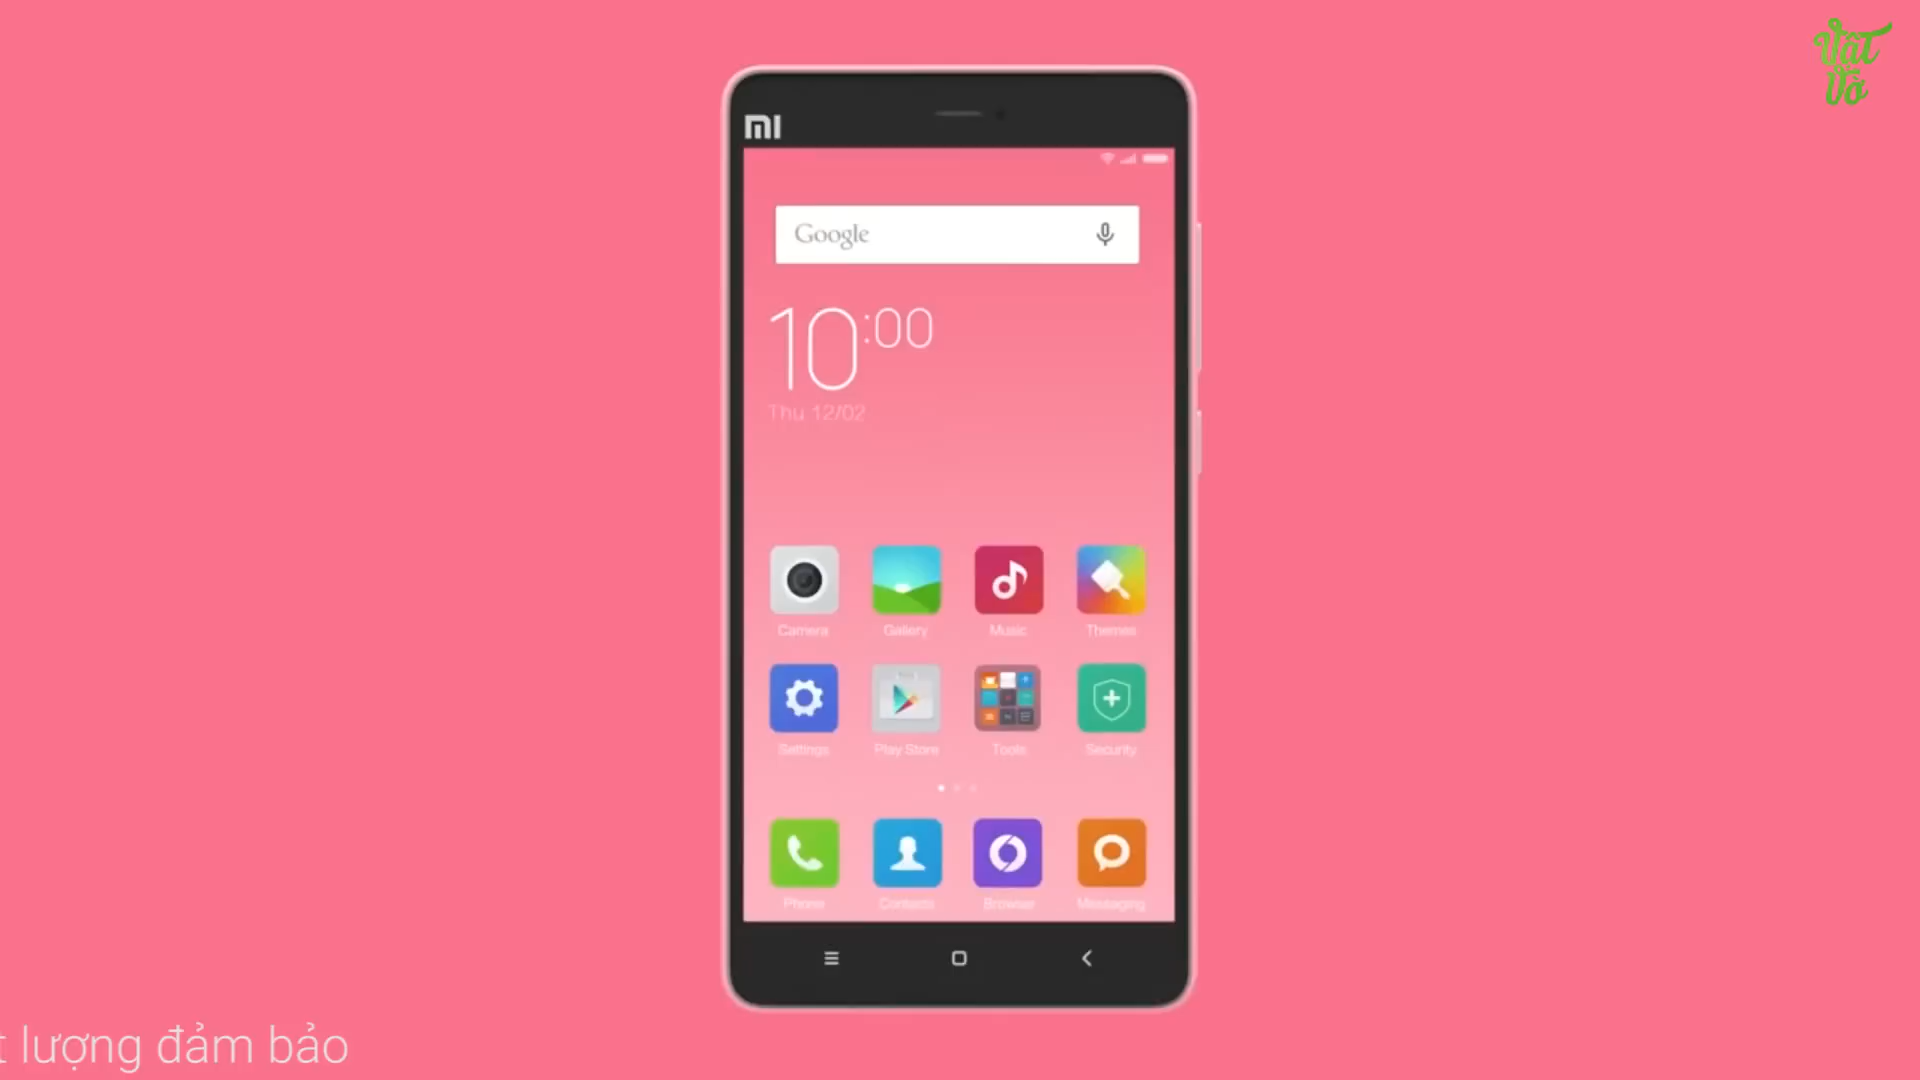 Vật
Vờ
mi
Google
10:00
Thu 12/02
Camera Gallery Music Themes
Settings Play Store Tools Security
Phone Contacts Browser Messaging
t lượng đảm bảo